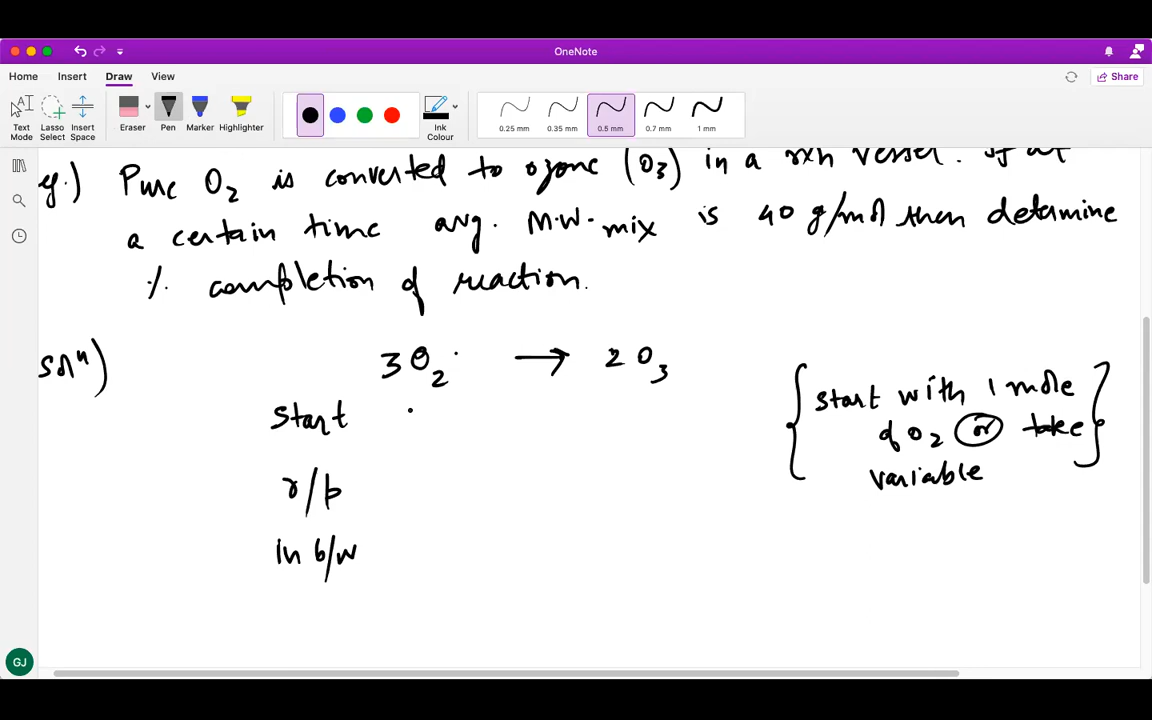 OneNote
Home Insert Draw View
Share
Text Mode
Lasso Select
Insert Space
Eraser
Pen
Marker
Highlighter
Ink Colour
0.25 mm
0.35 mm
0.5 mm
0.7 mm
1 mm
eg.) Pure O₂ is converted to ozone (O₃) in a rxn vessel. If at
a certain time avg. M.W. mix is 40 g/mol then determine
% completion of reaction.
solⁿ) 3O₂ → 2O₃
{ start with 1 mole
of O₂ or take
variable }
start
r/p
in b/w
GJ